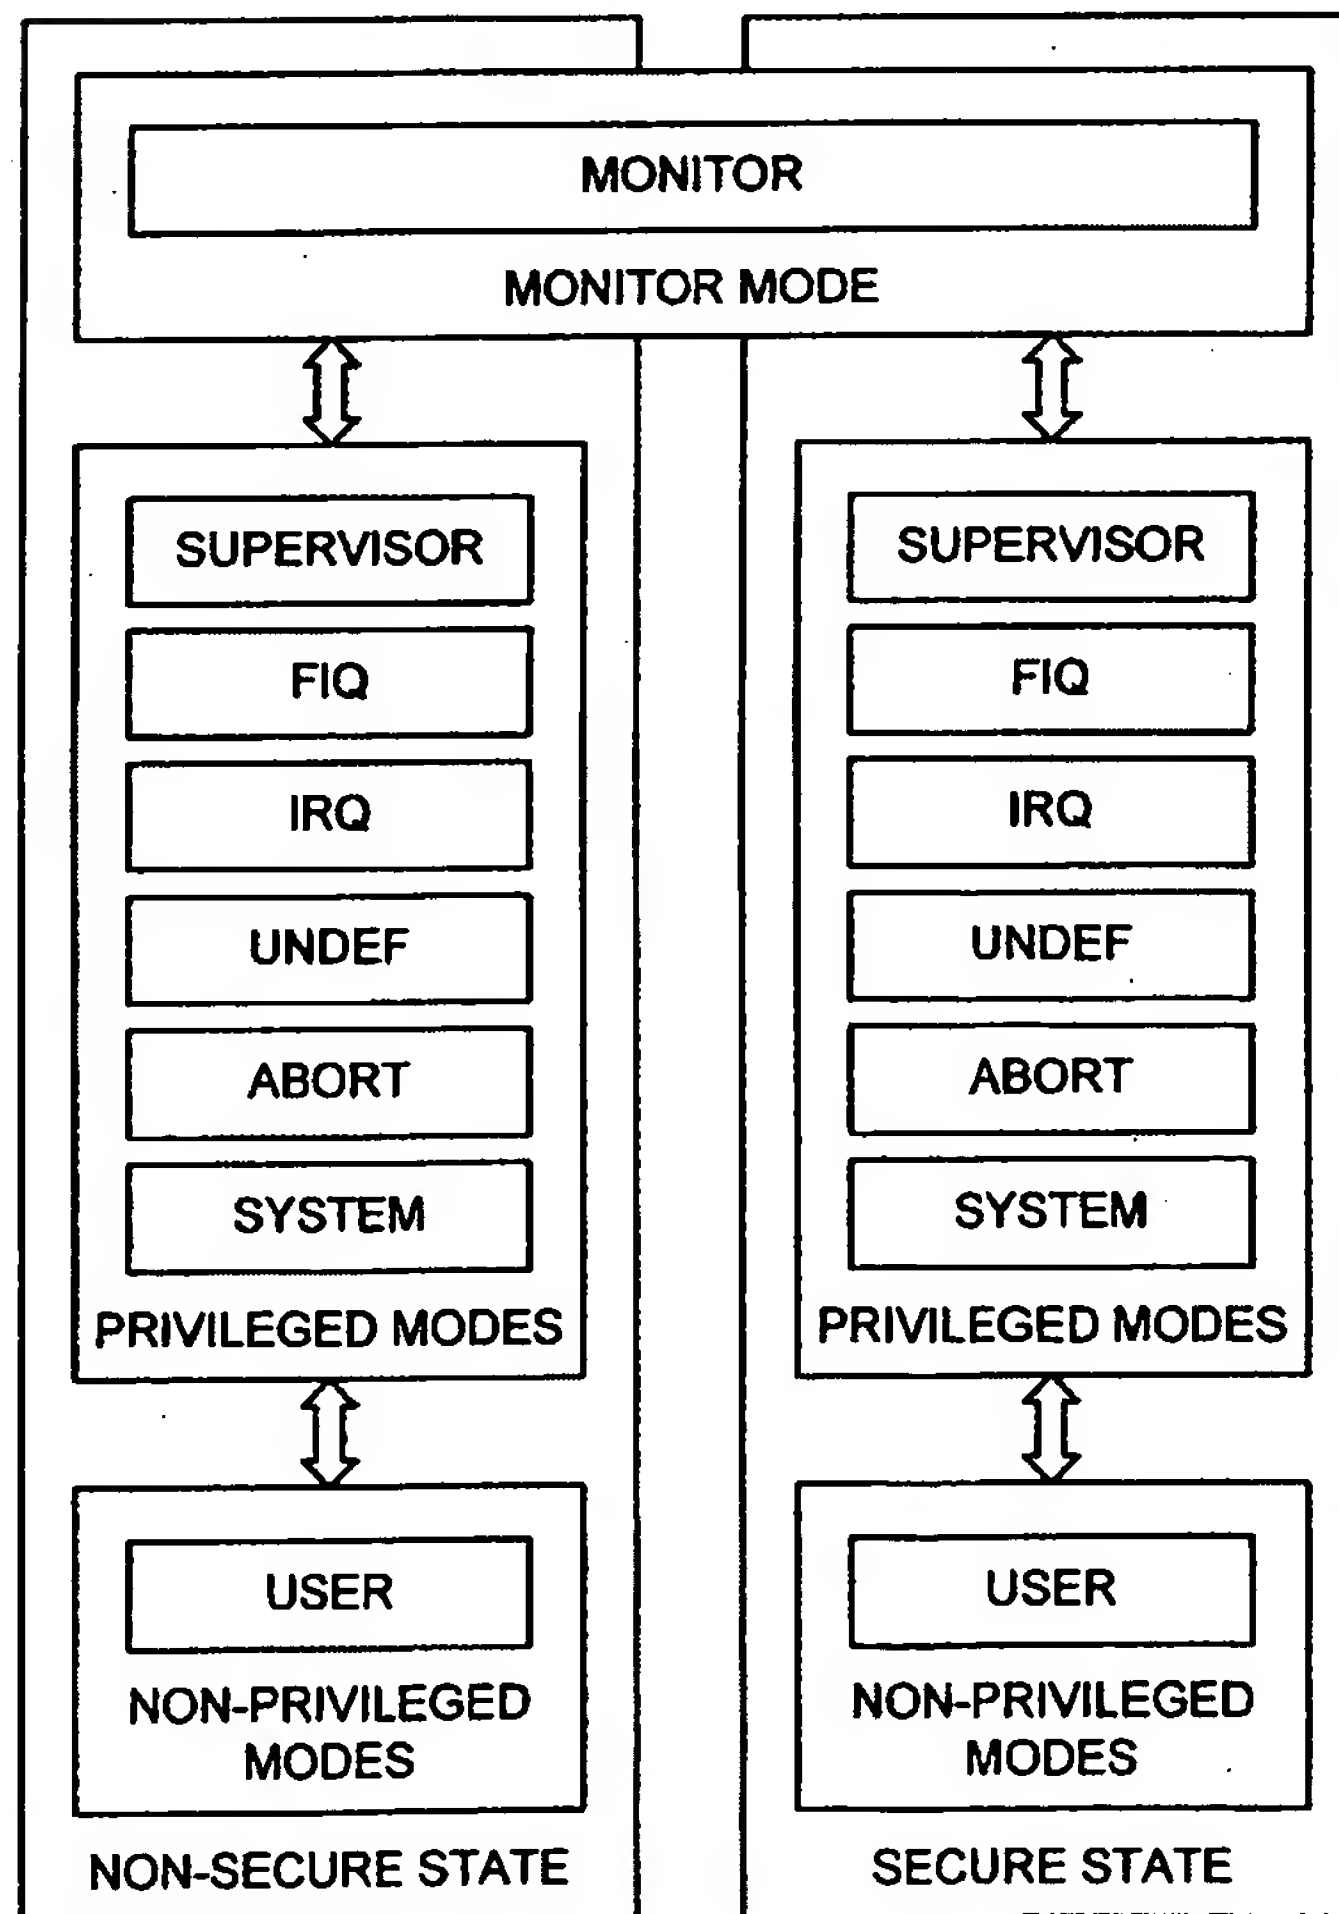 MONITOR
MONITOR MODE
SUPERVISOR
FIQ
IRQ
UNDEF
ABORT
SYSTEM
PRIVILEGED MODES
USER
NON-PRIVILEGED
MODES
NON-SECURE STATE
SUPERVISOR
FIQ
IRQ
UNDEF
ABORT
SYSTEM
PRIVILEGED MODES
USER
NON-PRIVILEGED
MODES
SECURE STATE